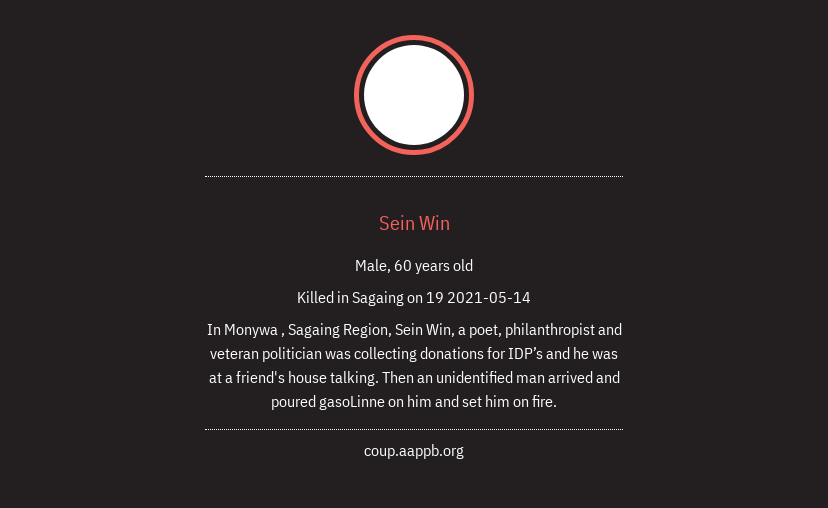 Sein Win
Male, 60 years old
Killed in Sagaing on 19 2021-05-14
In Monywa , Sagaing Region, Sein Win, a poet, philanthropist and
veteran politician was collecting donations for IDP’s and he was
at a friend's house talking. Then an unidentified man arrived and
poured gasoLinne on him and set him on fire.
coup.aappb.org